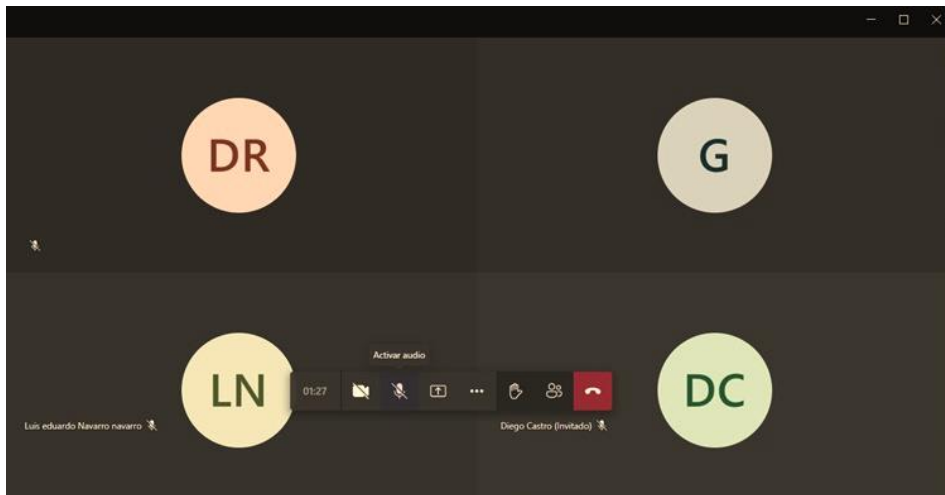 DR
G
Activar audio
LN
01:27
DC
Luis eduardo Navarro navarro
Diego Castro (Invitado)